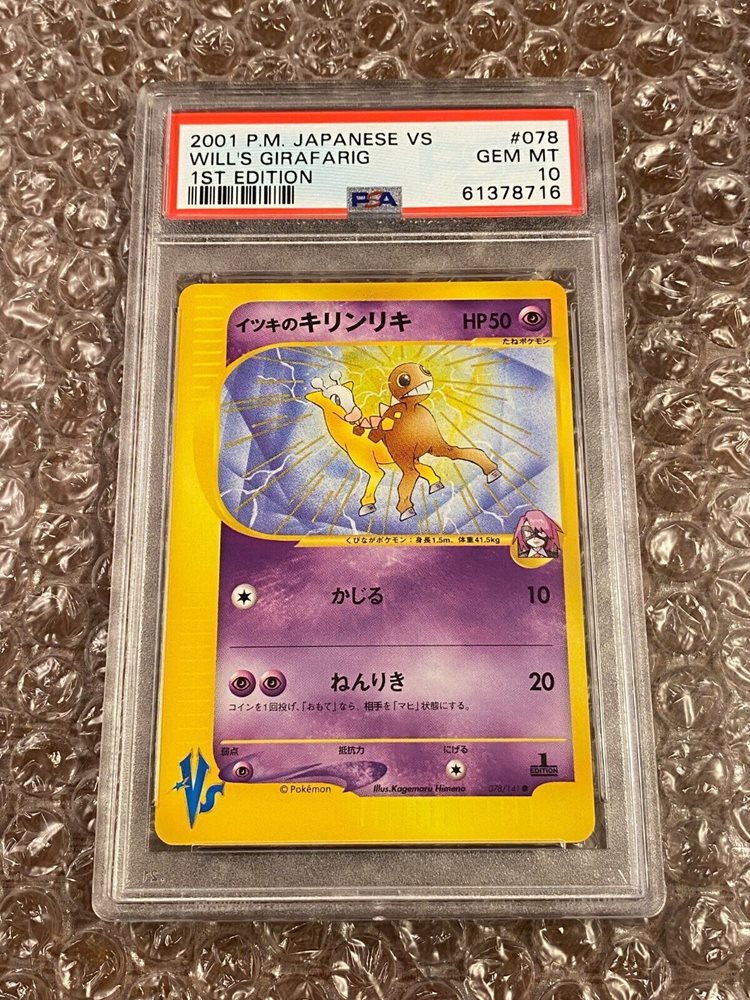 2001 P.M. JAPANESE VS #078
WILL'S GIRAFARIG GEM MT
1ST EDITION 10
PSA 61378716
イツキのキリンリキ HP50
たねポケモン
くびながポケモン：身長1.5m、体重41.5kg
かじる 10
ねんりき 20
コインを1回投げ、「おもて」なら、相手を「マヒ」状態にする。
弱点 抵抗力 にげる
1
EDITION
VS
©Pokémon Illus.Kagemaru Himeno 078/141